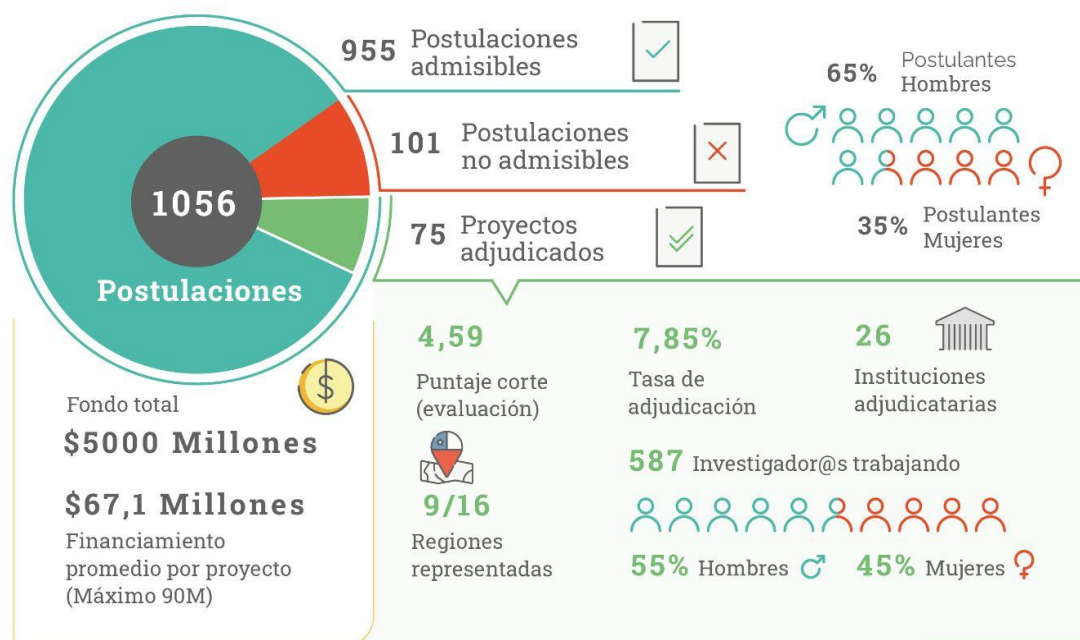 955 Postulaciones
admisibles
101 Postulaciones
no admisibles
75 Proyectos
adjudicados
1056
Postulaciones
65% Postulantes
Hombres
35% Postulantes
Mujeres
Fondo total
$5000 Millones
$67,1 Millones
Financiamiento
promedio por proyecto
(Máximo 90M)
4,59
Puntaje corte
(evaluación)
7,85%
Tasa de
adjudicación
26
Instituciones
adjudicatarias
9/16
Regiones
representadas
587 Investigador@s trabajando
55% Hombres
45% Mujeres